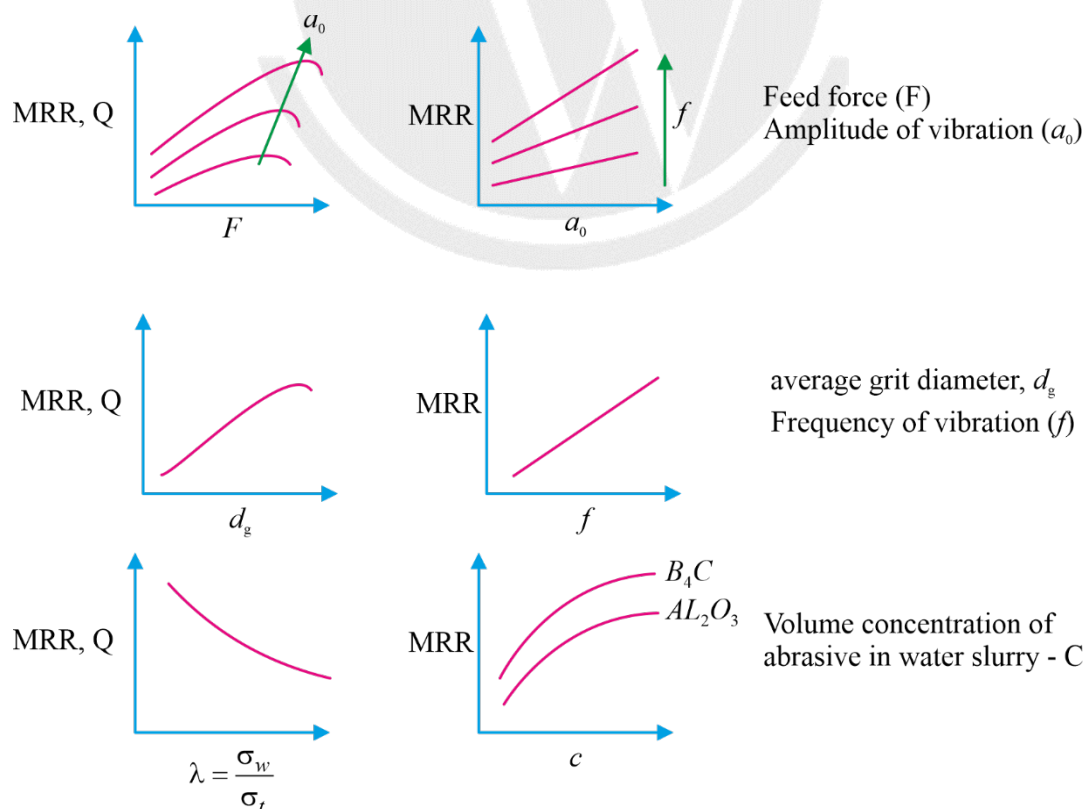 a₀
MRR, Q
F
MRR
f
a₀
Feed force (F)
Amplitude of vibration (a₀)
MRR, Q
d_g
MRR
f
average grit diameter, d_g
Frequency of vibration (f)
MRR, Q
λ = σ_w / σ_t
MRR
B₄C
AL₂O₃
c
Volume concentration of
abrasive in water slurry - C